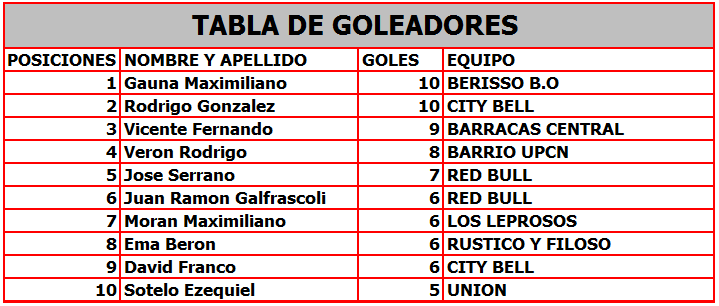 TABLA DE GOLEADORES
POSICIONES NOMBRE Y APELLIDO GOLES EQUIPO
1 Gauna Maximiliano 10 BERISSO B.O
2 Rodrigo Gonzalez 10 CITY BELL
3 Vicente Fernando 9 BARRACAS CENTRAL
4 Veron Rodrigo 8 BARRIO UPCN
5 Jose Serrano 7 RED BULL
6 Juan Ramon Galfrascoli 6 RED BULL
7 Moran Maximiliano 6 LOS LEPROSOS
8 Ema Beron 6 RUSTICO Y FILOSO
9 David Franco 6 CITY BELL
10 Sotelo Ezequiel 5 UNION